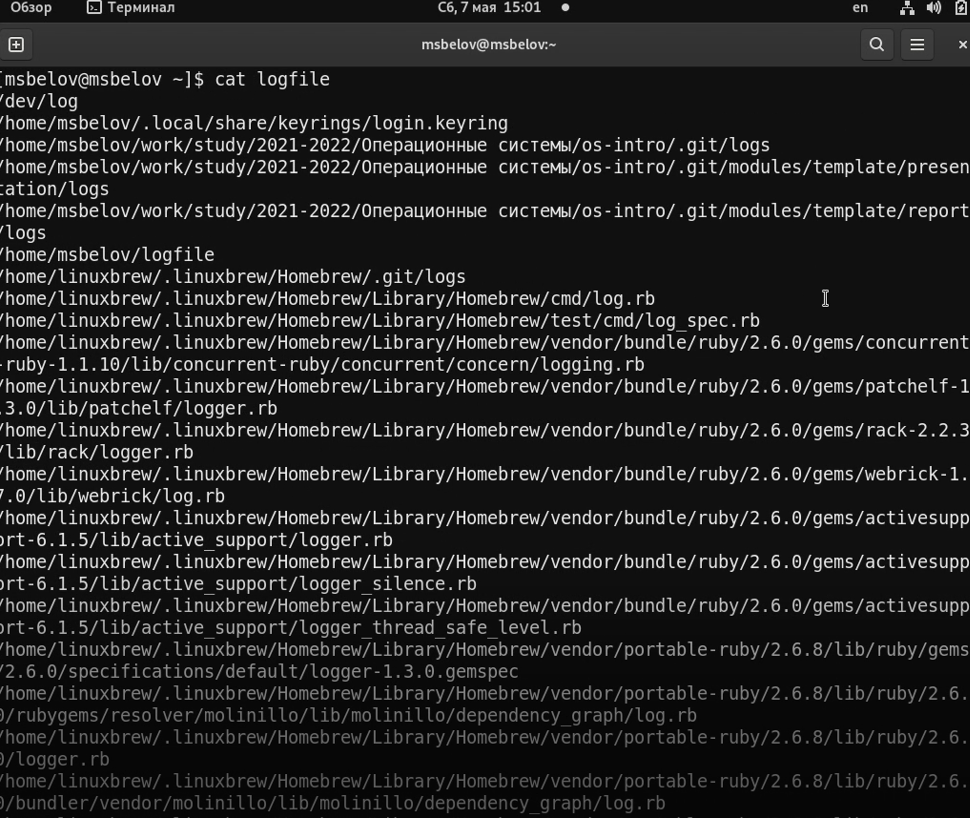 Обзор Терминал Сб, 7 мая 15:01 en
msbelov@msbelov:~
[msbelov@msbelov ~]$ cat logfile
/dev/log
/home/msbelov/.local/share/keyrings/login.keyring
/home/msbelov/work/study/2021-2022/Операционные системы/os-intro/.git/logs
/home/msbelov/work/study/2021-2022/Операционные системы/os-intro/.git/modules/template/presen
tation/logs
/home/msbelov/work/study/2021-2022/Операционные системы/os-intro/.git/modules/template/report
/logs
/home/msbelov/logfile
/home/linuxbrew/.linuxbrew/Homebrew/.git/logs
/home/linuxbrew/.linuxbrew/Homebrew/Library/Homebrew/cmd/log.rb
/home/linuxbrew/.linuxbrew/Homebrew/Library/Homebrew/test/cmd/log_spec.rb
/home/linuxbrew/.linuxbrew/Homebrew/Library/Homebrew/vendor/bundle/ruby/2.6.0/gems/concurrent
-ruby-1.1.10/lib/concurrent-ruby/concurrent/concern/logging.rb
/home/linuxbrew/.linuxbrew/Homebrew/Library/Homebrew/vendor/bundle/ruby/2.6.0/gems/patchelf-1
.3.0/lib/patchelf/logger.rb
/home/linuxbrew/.linuxbrew/Homebrew/Library/Homebrew/vendor/bundle/ruby/2.6.0/gems/rack-2.2.3
/lib/rack/logger.rb
/home/linuxbrew/.linuxbrew/Homebrew/Library/Homebrew/vendor/bundle/ruby/2.6.0/gems/webrick-1.
7.0/lib/webrick/log.rb
/home/linuxbrew/.linuxbrew/Homebrew/Library/Homebrew/vendor/bundle/ruby/2.6.0/gems/activesupp
ort-6.1.5/lib/active_support/logger.rb
/home/linuxbrew/.linuxbrew/Homebrew/Library/Homebrew/vendor/bundle/ruby/2.6.0/gems/activesupp
ort-6.1.5/lib/active_support/logger_silence.rb
/home/linuxbrew/.linuxbrew/Homebrew/Library/Homebrew/vendor/bundle/ruby/2.6.0/gems/activesupp
ort-6.1.5/lib/active_support/logger_thread_safe_level.rb
/home/linuxbrew/.linuxbrew/Homebrew/Library/Homebrew/vendor/portable-ruby/2.6.8/lib/ruby/gems
/2.6.0/specifications/default/logger-1.3.0.gemspec
/home/linuxbrew/.linuxbrew/Homebrew/Library/Homebrew/vendor/portable-ruby/2.6.8/lib/ruby/2.6.
0/rubygems/resolver/molinillo/lib/molinillo/dependency_graph/log.rb
/home/linuxbrew/.linuxbrew/Homebrew/Library/Homebrew/vendor/portable-ruby/2.6.8/lib/ruby/2.6.
0/logger.rb
/home/linuxbrew/.linuxbrew/Homebrew/Library/Homebrew/vendor/portable-ruby/2.6.8/lib/ruby/2.6.
0/bundler/vendor/molinillo/lib/molinillo/dependency_graph/log.rb